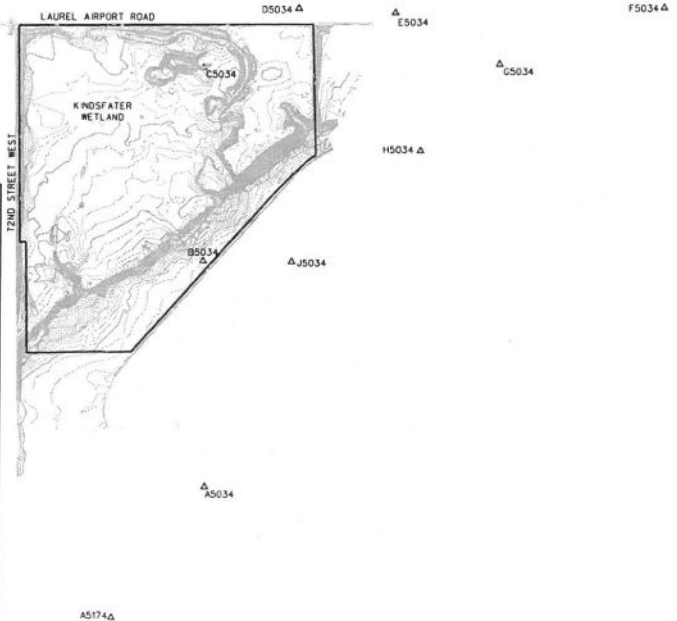 LAUREL AIRPORT ROAD
D5034
E5034
F5034
C5034
G5034
KINDSFATER
WETLAND
H5034
72ND STREET WEST
B5034
J5034
A5034
A5174